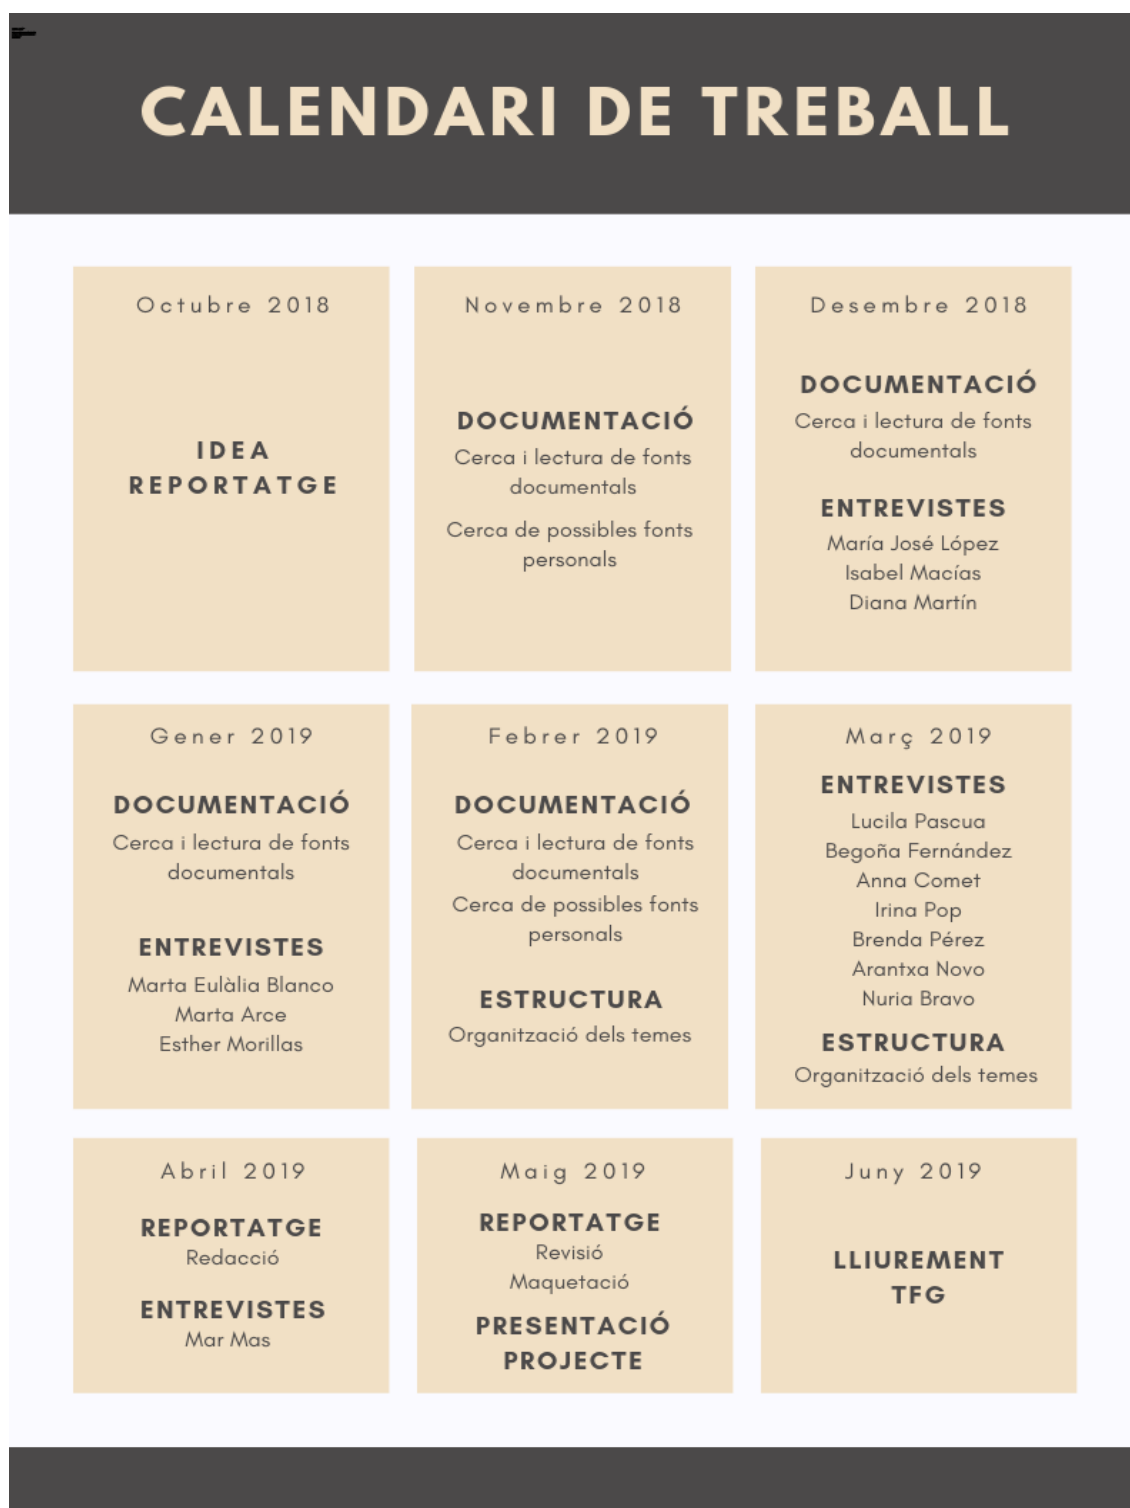 CALENDARI DE TREBALL
Octubre 2018
IDEA
REPORTATGE
Novembre 2018
DOCUMENTACIÓ
Cerca i lectura de fonts
documentals
Cerca de possibles fonts
personals
Desembre 2018
DOCUMENTACIÓ
Cerca i lectura de fonts
documentals
ENTREVISTES
María José López
Isabel Macías
Diana Martín
Gener 2019
DOCUMENTACIÓ
Cerca i lectura de fonts
documentals
ENTREVISTES
Marta Eulàlia Blanco
Marta Arce
Esther Morillas
Febrer 2019
DOCUMENTACIÓ
Cerca i lectura de fonts
documentals
Cerca de possibles fonts
personals
ESTRUCTURA
Organització dels temes
Març 2019
ENTREVISTES
Lucila Pascua
Begoña Fernández
Anna Comet
Irina Pop
Brenda Pérez
Arantxa Novo
Nuria Bravo
ESTRUCTURA
Organització dels temes
Abril 2019
REPORTATGE
Redacció
ENTREVISTES
Mar Mas
Maig 2019
REPORTATGE
Revisió
Maquetació
PRESENTACIÓ
PROJECTE
Juny 2019
LLIUREMENT
TFG